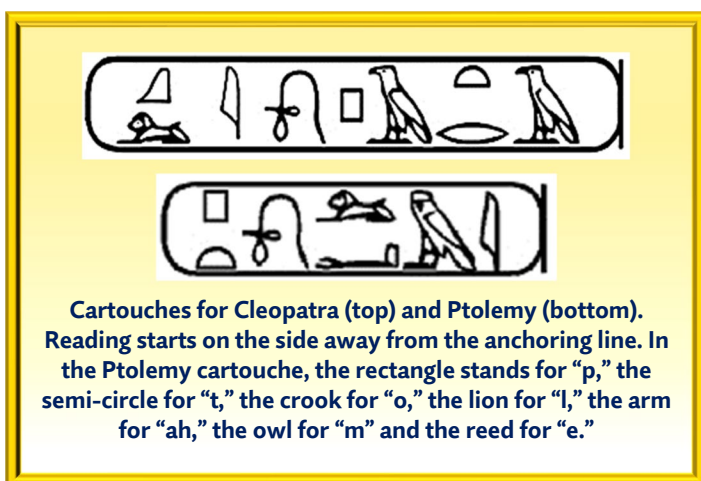 Cartouches for Cleopatra (top) and Ptolemy (bottom).
Reading starts on the side away from the anchoring line. In
the Ptolemy cartouche, the rectangle stands for “p,” the
semi-circle for “t,” the crook for “o,” the lion for “l,” the arm
for “ah,” the owl for “m” and the reed for “e.”